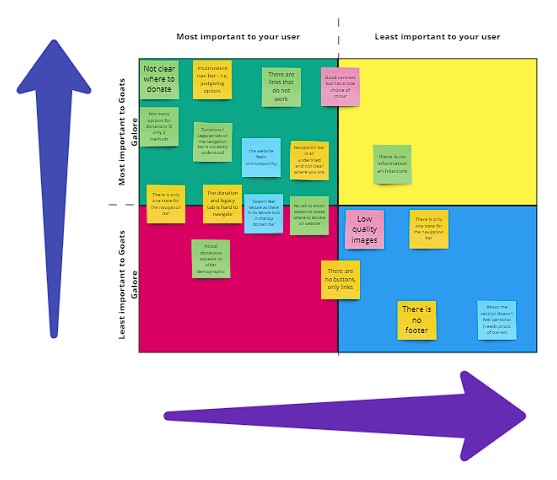 Most important to your user
Least important to your user
Most important to Goats
Galore
Least important to Goats
Galore
Not clear
where to
donate
Inconsistent
nav bar - i.e,
justgiving
option.
There are
links that
do not
work
Good contrast
but not a nice
choice of
colour
Not many
options for
donations @
only 2
methods
Donations /
Legacies tab on
the navigation
bar is not easily
understood
the website
feels
untrustworthy.
Navigation bar
is all
underlined
and not clear
where you are
there is no
information
architecture
There is only
one state for
the navigation
bar
The donation
and legacy
tab is hard to
navigate
Doesn't feel
secure as there
is no secure lock
in the top
domain bar
No call to action
button to
where to donate
on website
Low
quality
images
There is only
one state for
the navigation
bar
Postal
donations
appeals to
older
demographic
There are
no buttons,
only links
There is
no
footer
About me
section doesn't
feel personal
(needs photo
of owner)